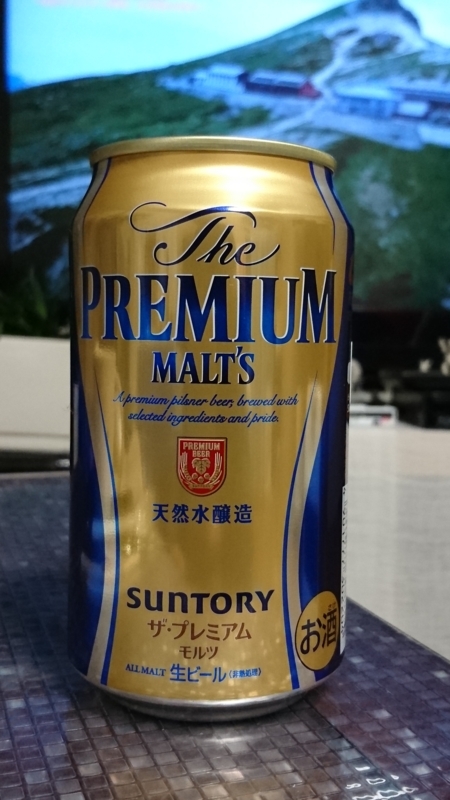 The
PREMIUM
MALT'S
A premium pilsner beer, brewed with
selected ingredients and pride.
PREMIUM
BEER
天然水醸造
SUNTORY
ザ・プレミアム
モルツ
お酒
ALL MALT 生ビール〈非熱処理〉